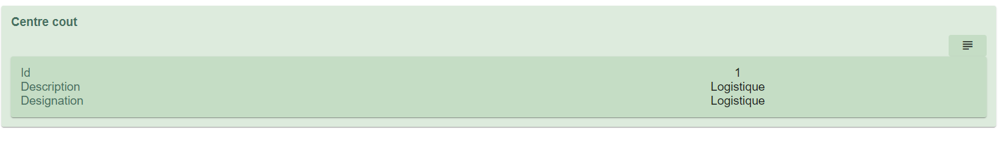 Centre cout
Id 1
Description Logistique
Designation Logistique